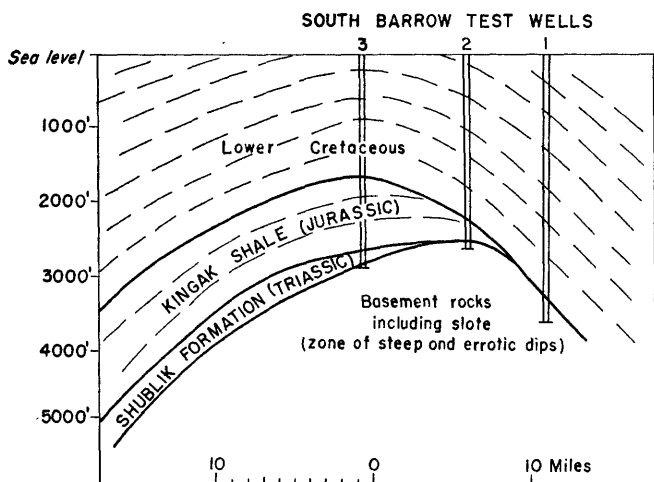 SOUTH BARROW TEST WELLS
3 2 1
Sea level
1000'
Lower Cretaceous
2000'
KINGAK SHALE (JURASSIC)
3000'
SHUBLIK FORMATION (TRIASSIC)
Basement rocks
including slote
(zone of steep ond errotic dips)
4000'
5000'
10 0 10 Miles